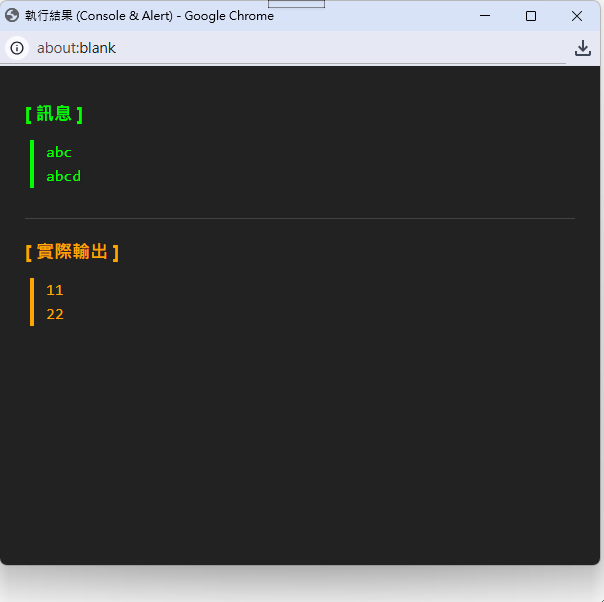 執行結果 (Console & Alert) - Google Chrome
about:blank
[ 訊息 ]
abc
abcd
[ 實際輸出 ]
11
22